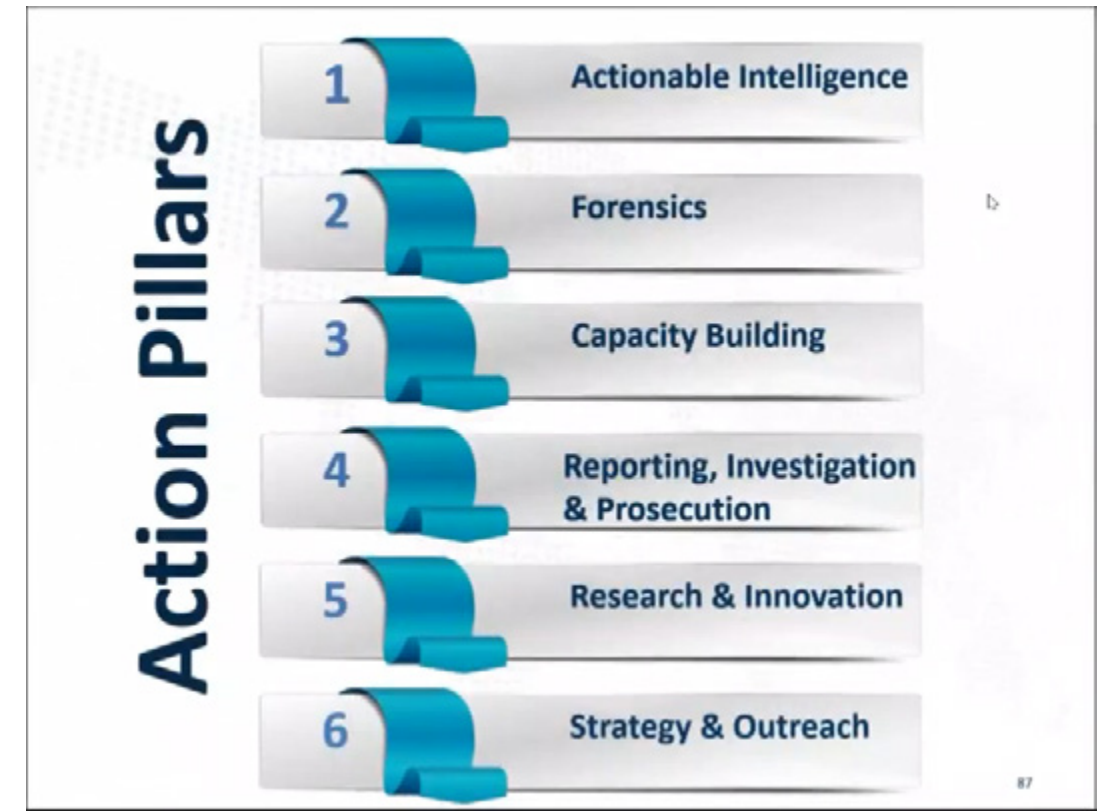 Action Pillars
1
Actionable Intelligence
2
Forensics
3
Capacity Building
4
Reporting, Investigation
& Prosecution
5
Research & Innovation
6
Strategy & Outreach
87